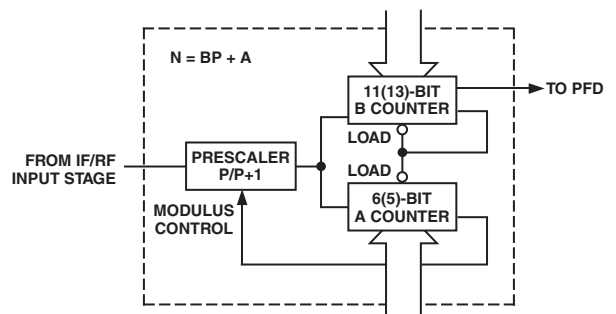 N = BP + A
11(13)-BIT
B COUNTER
TO PFD
LOAD
FROM IF/RF
INPUT STAGE
PRESCALER
P/P+1
LOAD
MODULUS
CONTROL
6(5)-BIT
A COUNTER